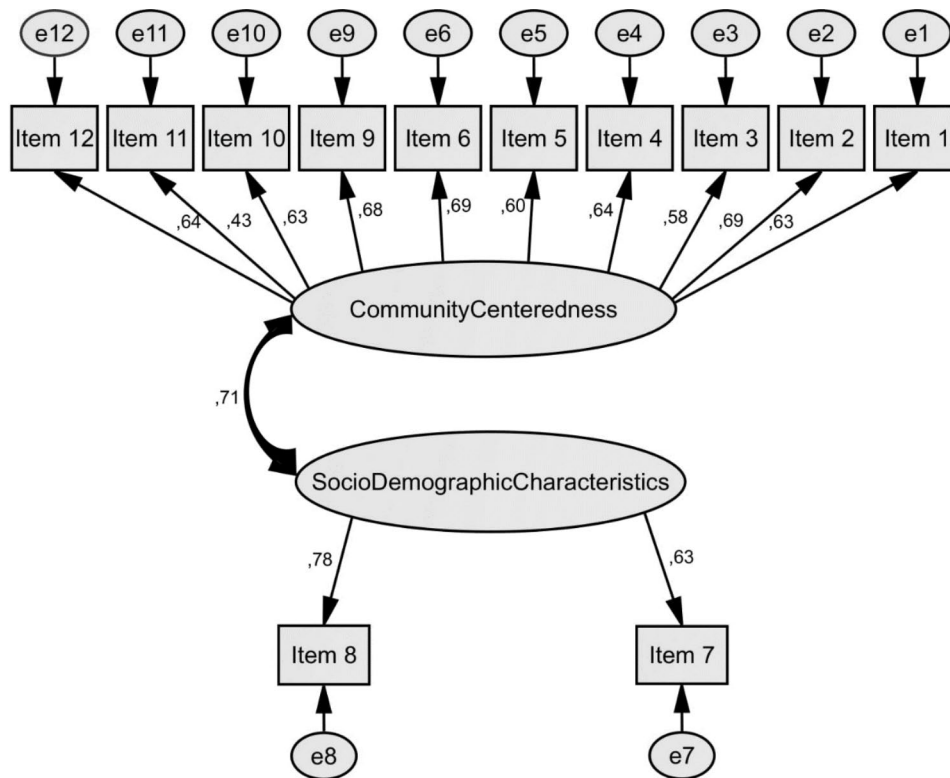 e12 e11 e10 e9 e6 e5 e4 e3 e2 e1
Item 12 Item 11 Item 10 Item 9 Item 6 Item 5 Item 4 Item 3 Item 2 Item 1
,64 ,43 ,63 ,68 ,69 ,60 ,64 ,58 ,69 ,63
CommunityCenteredness
,71
SocioDemographicCharacteristics
,78 ,63
Item 8 Item 7
e8 e7